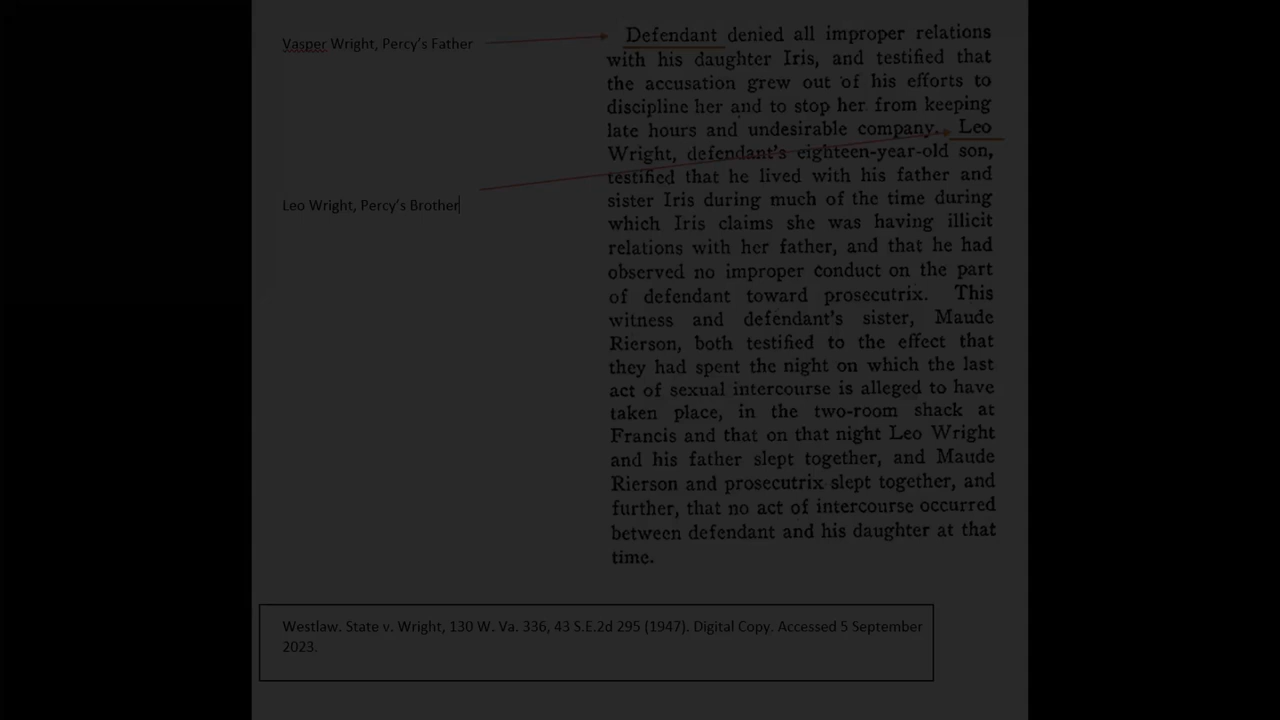 Vasper Wright, Percy's Father
Leo Wright, Percy's Brother
Defendant denied all improper relations
with his daughter Iris, and testified that
the accusation grew out of his efforts to
discipline her and to stop her from keeping
late hours and undesirable company. Leo
Wright, defendant's eighteen-year-old son,
testified that he lived with his father and
sister Iris during much of the time during
which Iris claims she was having illicit
relations with her father, and that he had
observed no improper conduct on the part
of defendant toward prosecutrix. This
witness and defendant's sister, Maude
Rierson, both testified to the effect that
they had spent the night on which the last
act of sexual intercourse is alleged to have
taken place, in the two-room shack at
Francis and that on that night Leo Wright
and his father slept together, and Maude
Rierson and prosecutrix slept together, and
further, that no act of intercourse occurred
between defendant and his daughter at that
time.
Westlaw. State v. Wright, 130 W. Va. 336, 43 S.E.2d 295 (1947). Digital Copy. Accessed 5 September
2023.